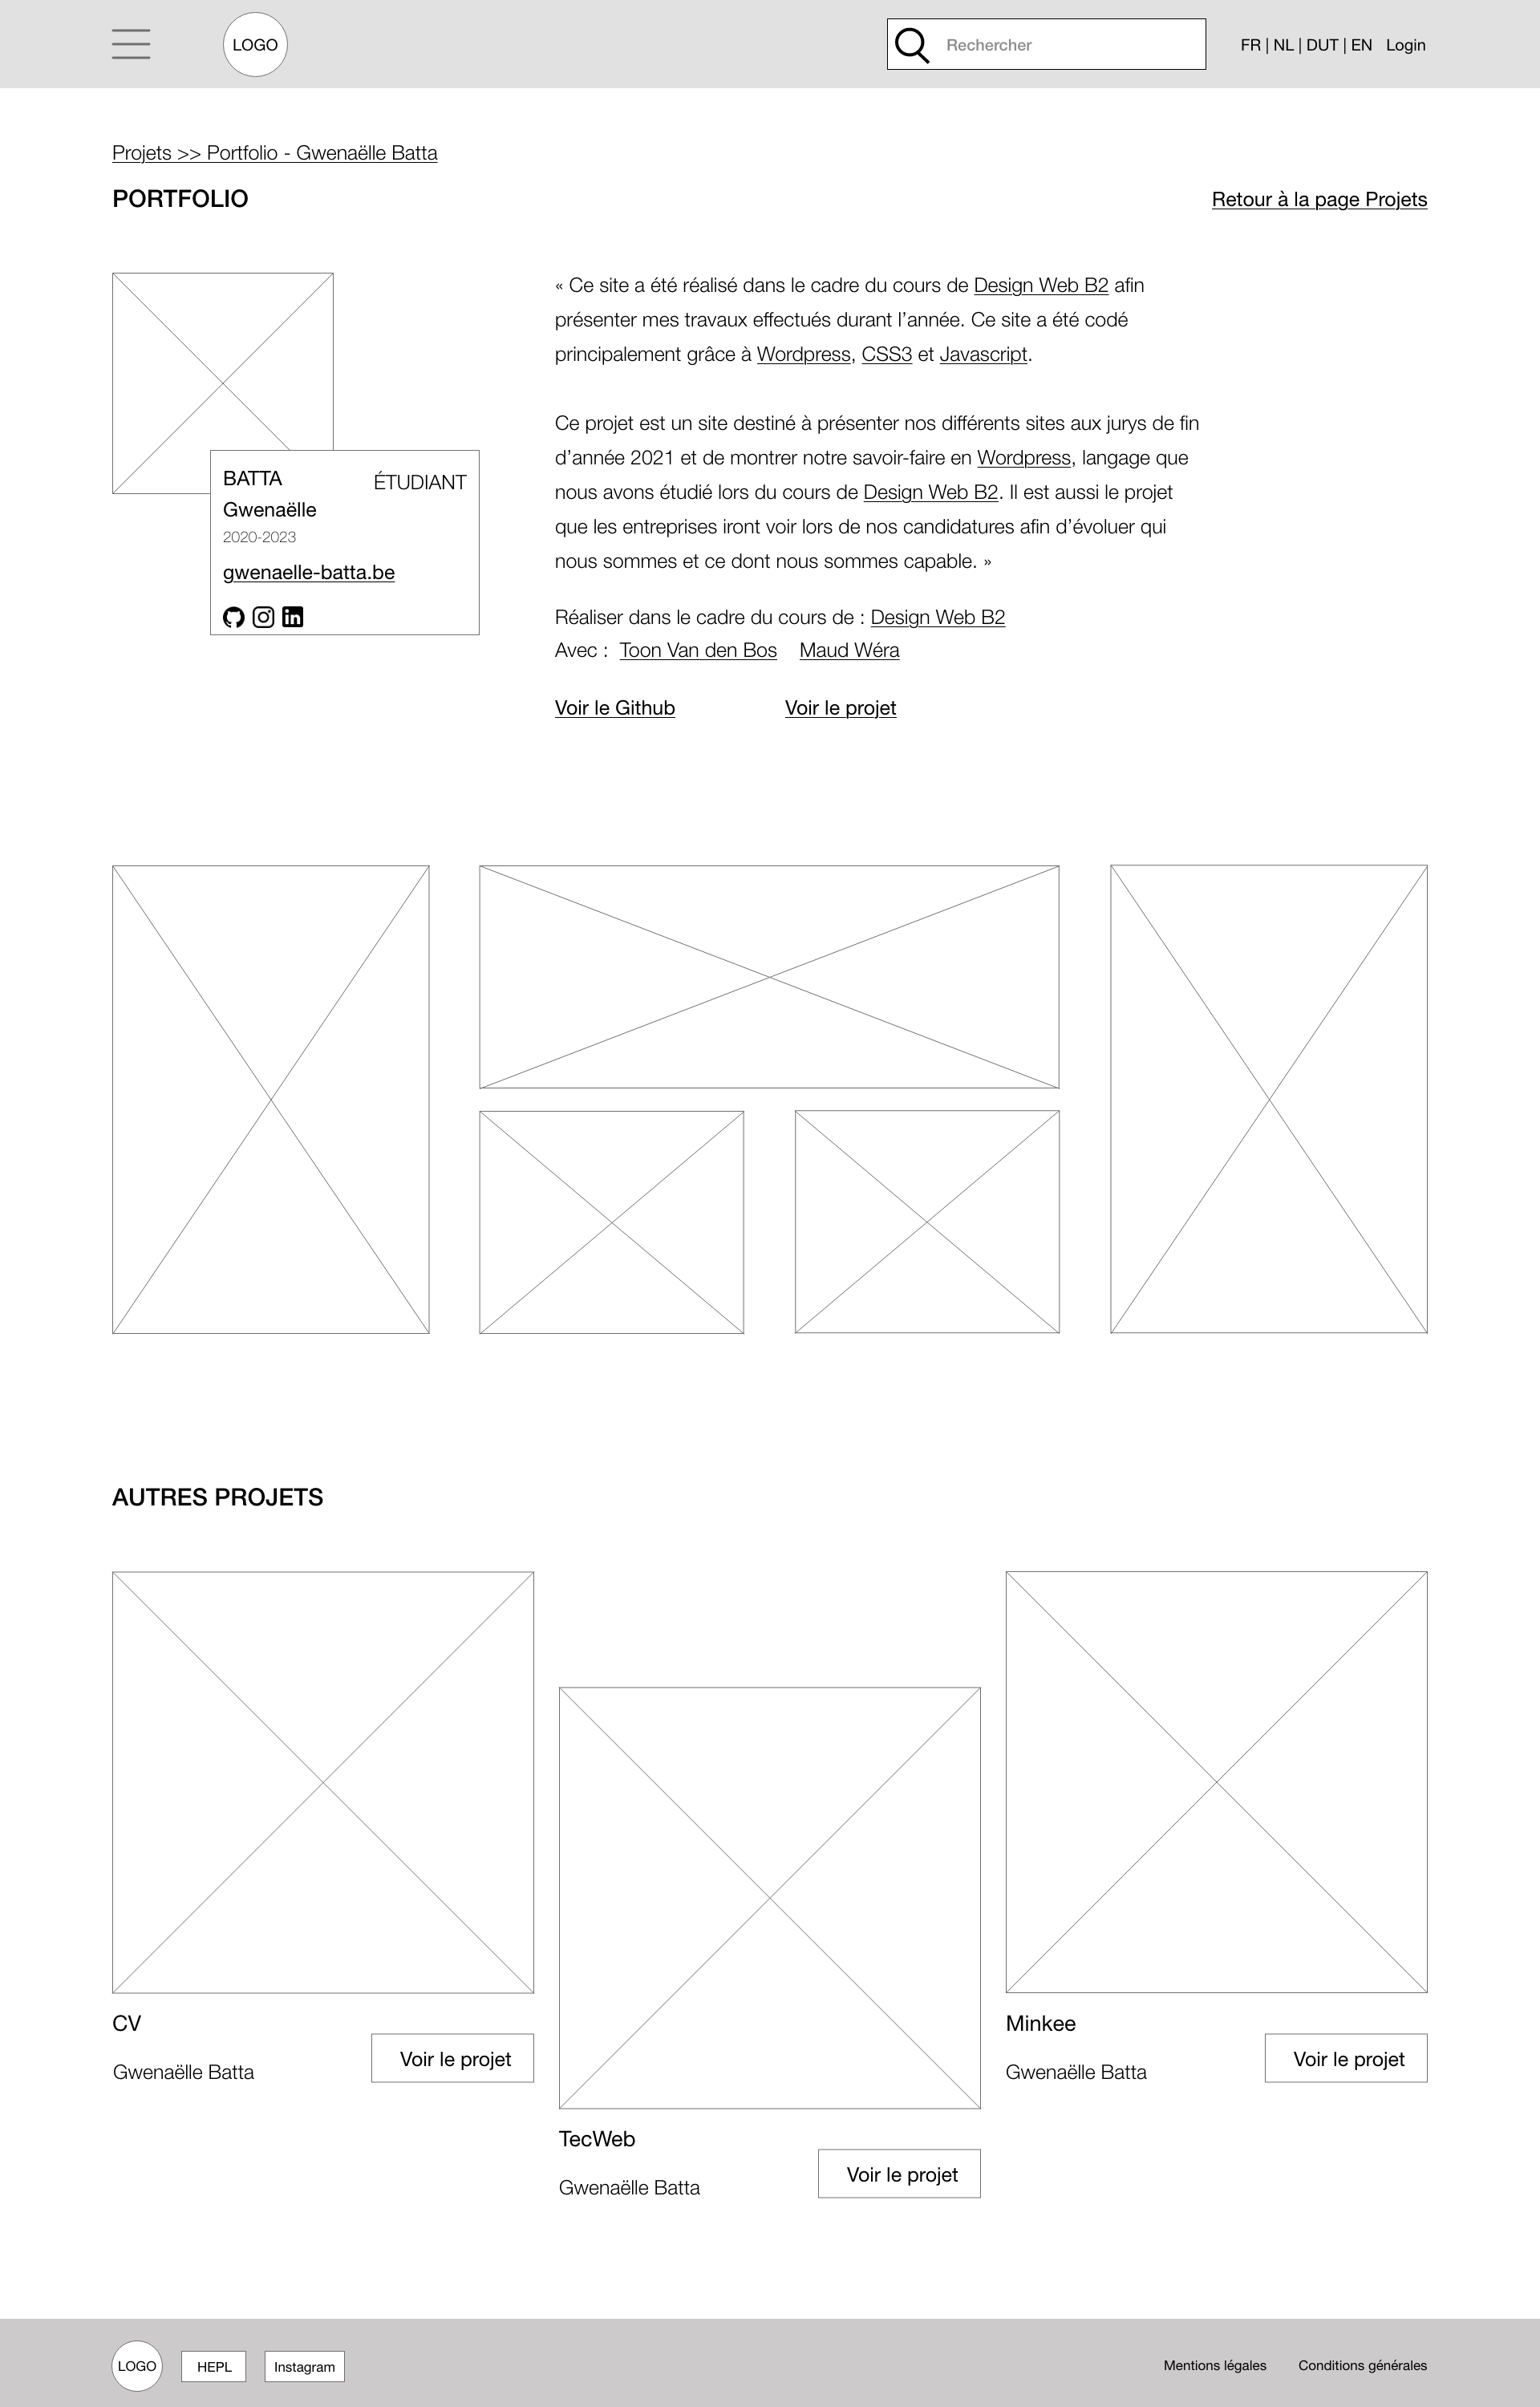 LOGO
Rechercher
FR | NL | DUT | EN Login
Projets >> Portfolio - Gwenaëlle Batta
PORTFOLIO
Retour à la page Projets
BATTA
ÉTUDIANT
Gwenaëlle
2020-2023
gwenaelle-batta.be
« Ce site a été réalisé dans le cadre du cours de Design Web B2 afin
présenter mes travaux effectués durant l’année. Ce site a été codé
principalement grâce à Wordpress, CSS3 et Javascript.
Ce projet est un site destiné à présenter nos différents sites aux jurys de fin
d’année 2021 et de montrer notre savoir-faire en Wordpress, langage que
nous avons étudié lors du cours de Design Web B2. Il est aussi le projet
que les entreprises iront voir lors de nos candidatures afin d’évoluer qui
nous sommes et ce dont nous sommes capable. »
Réaliser dans le cadre du cours de : Design Web B2
Avec : Toon Van den Bos Maud Wéra
Voir le Github
Voir le projet
AUTRES PROJETS
CV
Gwenaëlle Batta
Voir le projet
TecWeb
Gwenaëlle Batta
Voir le projet
Minkee
Gwenaëlle Batta
Voir le projet
LOGO
HEPL
Instagram
Mentions légales
Conditions générales